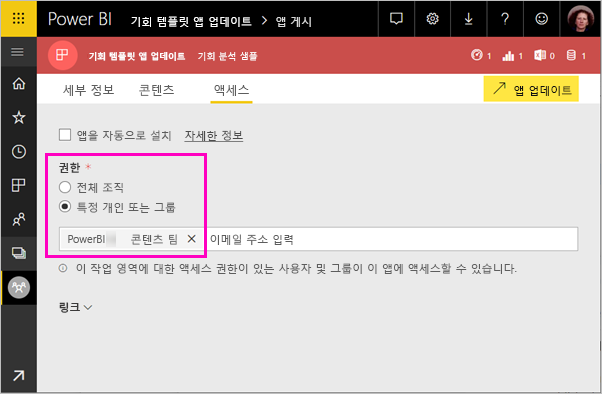 Power BI 기회 템플릿 앱 업데이트 > 앱 게시
기회 템플릿 앱 업데이트 기회 분석 샘플 1 1 0 1
세부 정보 콘텐츠 액세스 앱 업데이트
앱을 자동으로 설치 자세한 정보
권한 *
전체 조직
특정 개인 또는 그룹
PowerBI 콘텐츠 팀 × 이메일 주소 입력
이 작업 영역에 대한 액세스 권한이 있는 사용자 및 그룹이 이 앱에 액세스할 수 있습니다.
링크